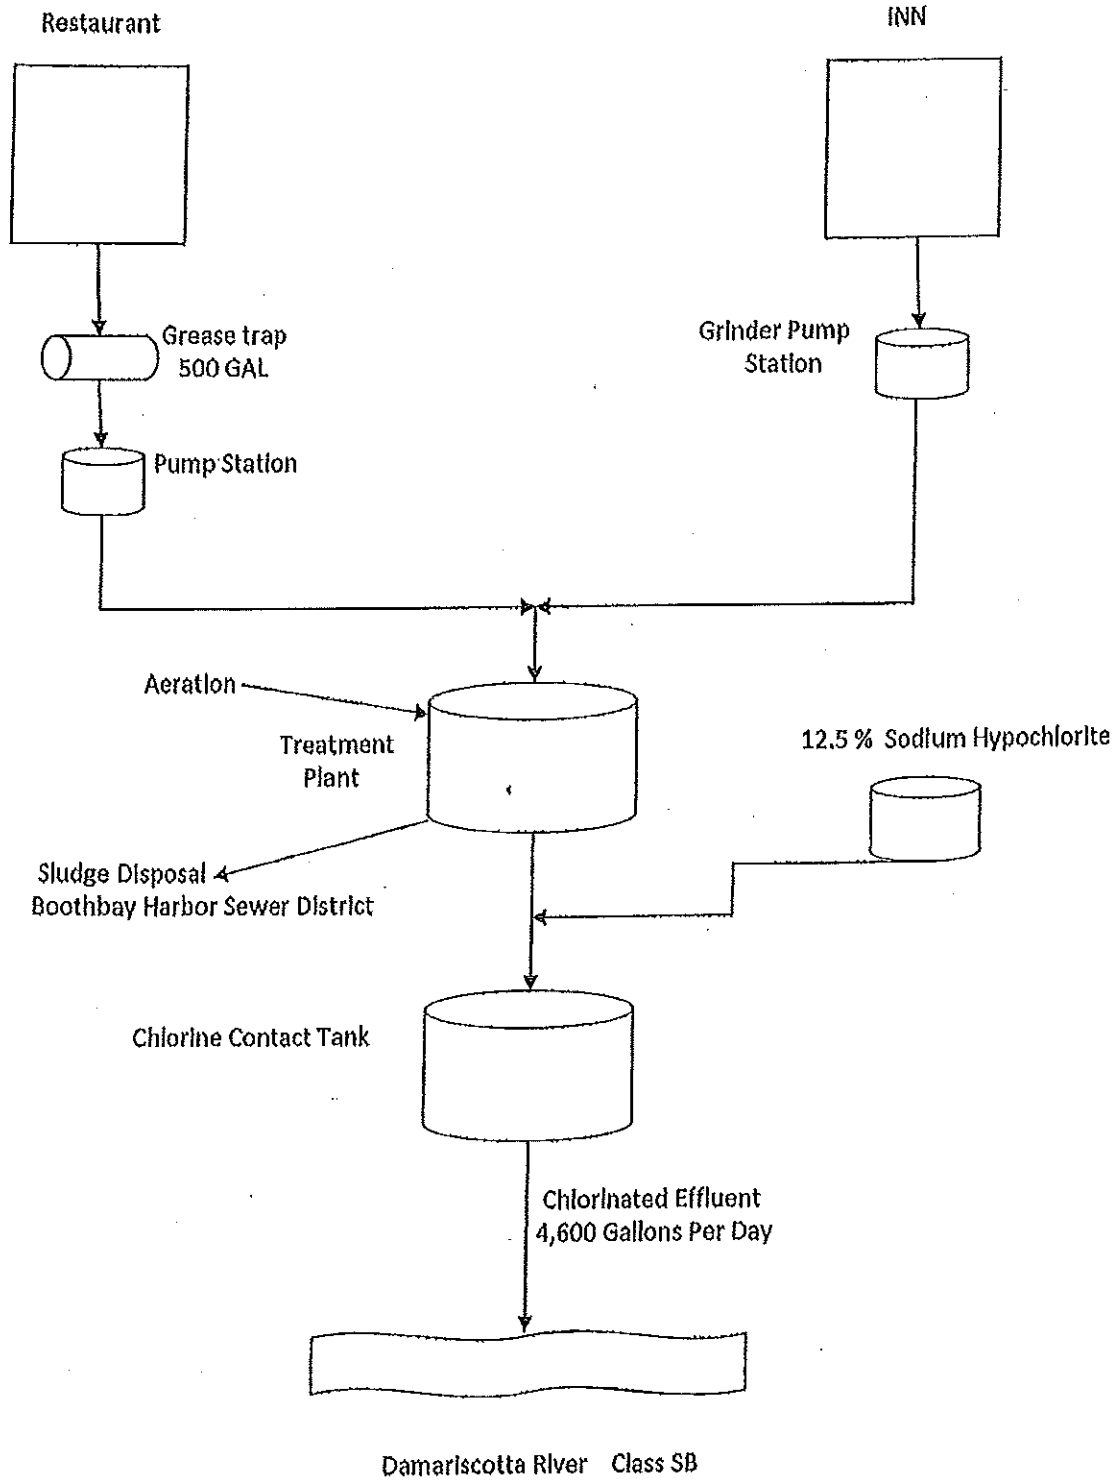 Restaurant
INN
Grease trap
500 GAL
Grinder Pump
Station
Pump Station
Aeration
Treatment
Plant
12.5 % Sodium Hypochlorite
Sludge Disposal
Boothbay Harbor Sewer District
Chlorine Contact Tank
Chlorinated Effluent
4,600 Gallons Per Day
Damariscotta River Class SB